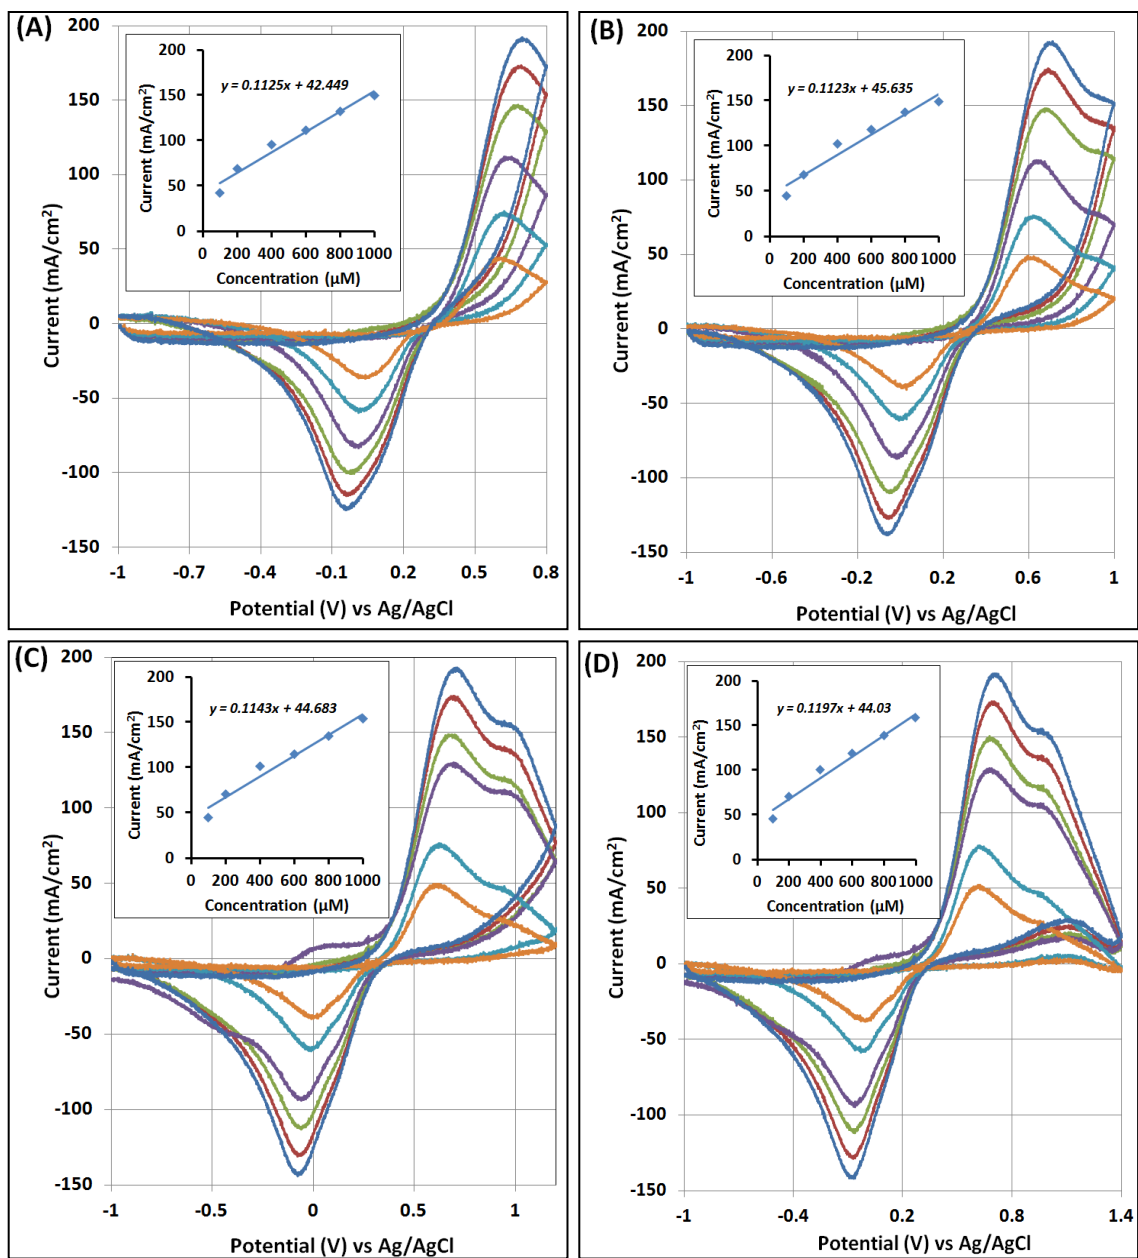 (A)
200
150
100
50
0
-50
-100
-150
Current (mA/cm²)
-1 -0.7 -0.4 -0.1 0.2 0.5 0.8
Potential (V) vs Ag/AgCl
200
150
100
50
0
Current (mA/cm²)
y = 0.1125x + 42.449
0 200 400 600 800 1000
Concentration (µM)
(B)
200
150
100
50
0
-50
-100
-150
Current (mA/cm²)
-1 -0.6 -0.2 0.2 0.6 1
Potential (V) vs Ag/AgCl
200
150
100
50
0
Current (mA/cm²)
y = 0.1123x + 45.635
0 200 400 600 800 1000
Concentration (µM)
(C)
200
150
100
50
0
-50
-100
-150
Current (mA/cm²)
-1 -0.5 0 0.5 1
Potential (V) vs Ag/AgCl
200
150
100
50
0
Current (mA/cm²)
y = 0.1143x + 44.683
0 200 400 600 800 1000
Concentration (µM)
(D)
200
150
100
50
0
-50
-100
-150
Current (mA/cm²)
-1 -0.4 0.2 0.8 1.4
Potential (V) vs Ag/AgCl
200
150
100
50
0
Current (mA/cm²)
y = 0.1197x + 44.03
0 200 400 600 800 1000
Concentration (µM)